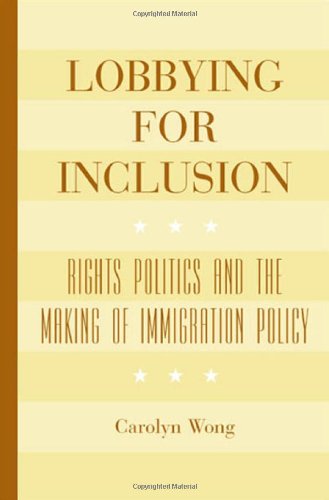 LOBBYING
FOR
INCLUSION
RIGHTS POLITICS AND THE
MAKING OF IMMIGRATION POLICY
Carolyn Wong